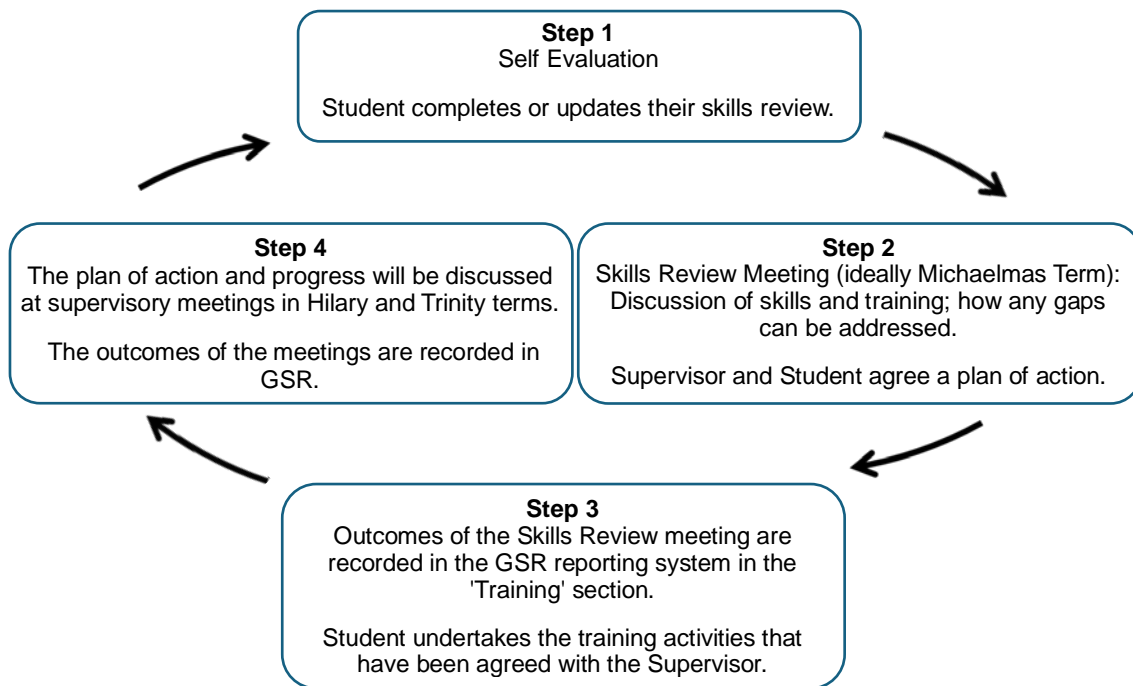 Step 1
Self Evaluation
Student completes or updates their skills review.
Step 2
Skills Review Meeting (ideally Michaelmas Term):
Discussion of skills and training; how any gaps
can be addressed.
Supervisor and Student agree a plan of action.
Step 3
Outcomes of the Skills Review meeting are
recorded in the GSR reporting system in the
'Training' section.
Student undertakes the training activities that
have been agreed with the Supervisor.
Step 4
The plan of action and progress will be discussed
at supervisory meetings in Hilary and Trinity terms.
The outcomes of the meetings are recorded in
GSR.